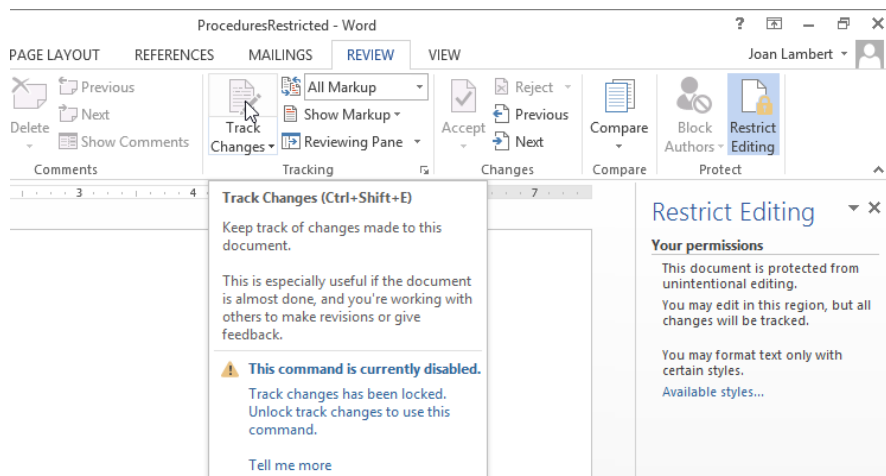 ProceduresRestricted - Word
?
PAGE LAYOUT REFERENCES MAILINGS REVIEW VIEW
Joan Lambert
Delete
Previous
Next
Show Comments
Comments
Track
Changes
All Markup
Show Markup
Reviewing Pane
Tracking
Accept
Reject
Previous
Next
Changes
Compare
Compare
Block
Authors
Restrict
Editing
Protect
3 4 7
Track Changes (Ctrl+Shift+E)
Keep track of changes made to this
document.
This is especially useful if the document
is almost done, and you're working with
others to make revisions or give
feedback.
This command is currently disabled.
Track changes has been locked.
Unlock track changes to use this
command.
Tell me more
Restrict Editing
Your permissions
This document is protected from
unintentional editing.
You may edit in this region, but all
changes will be tracked.
You may format text only with
certain styles.
Available styles...